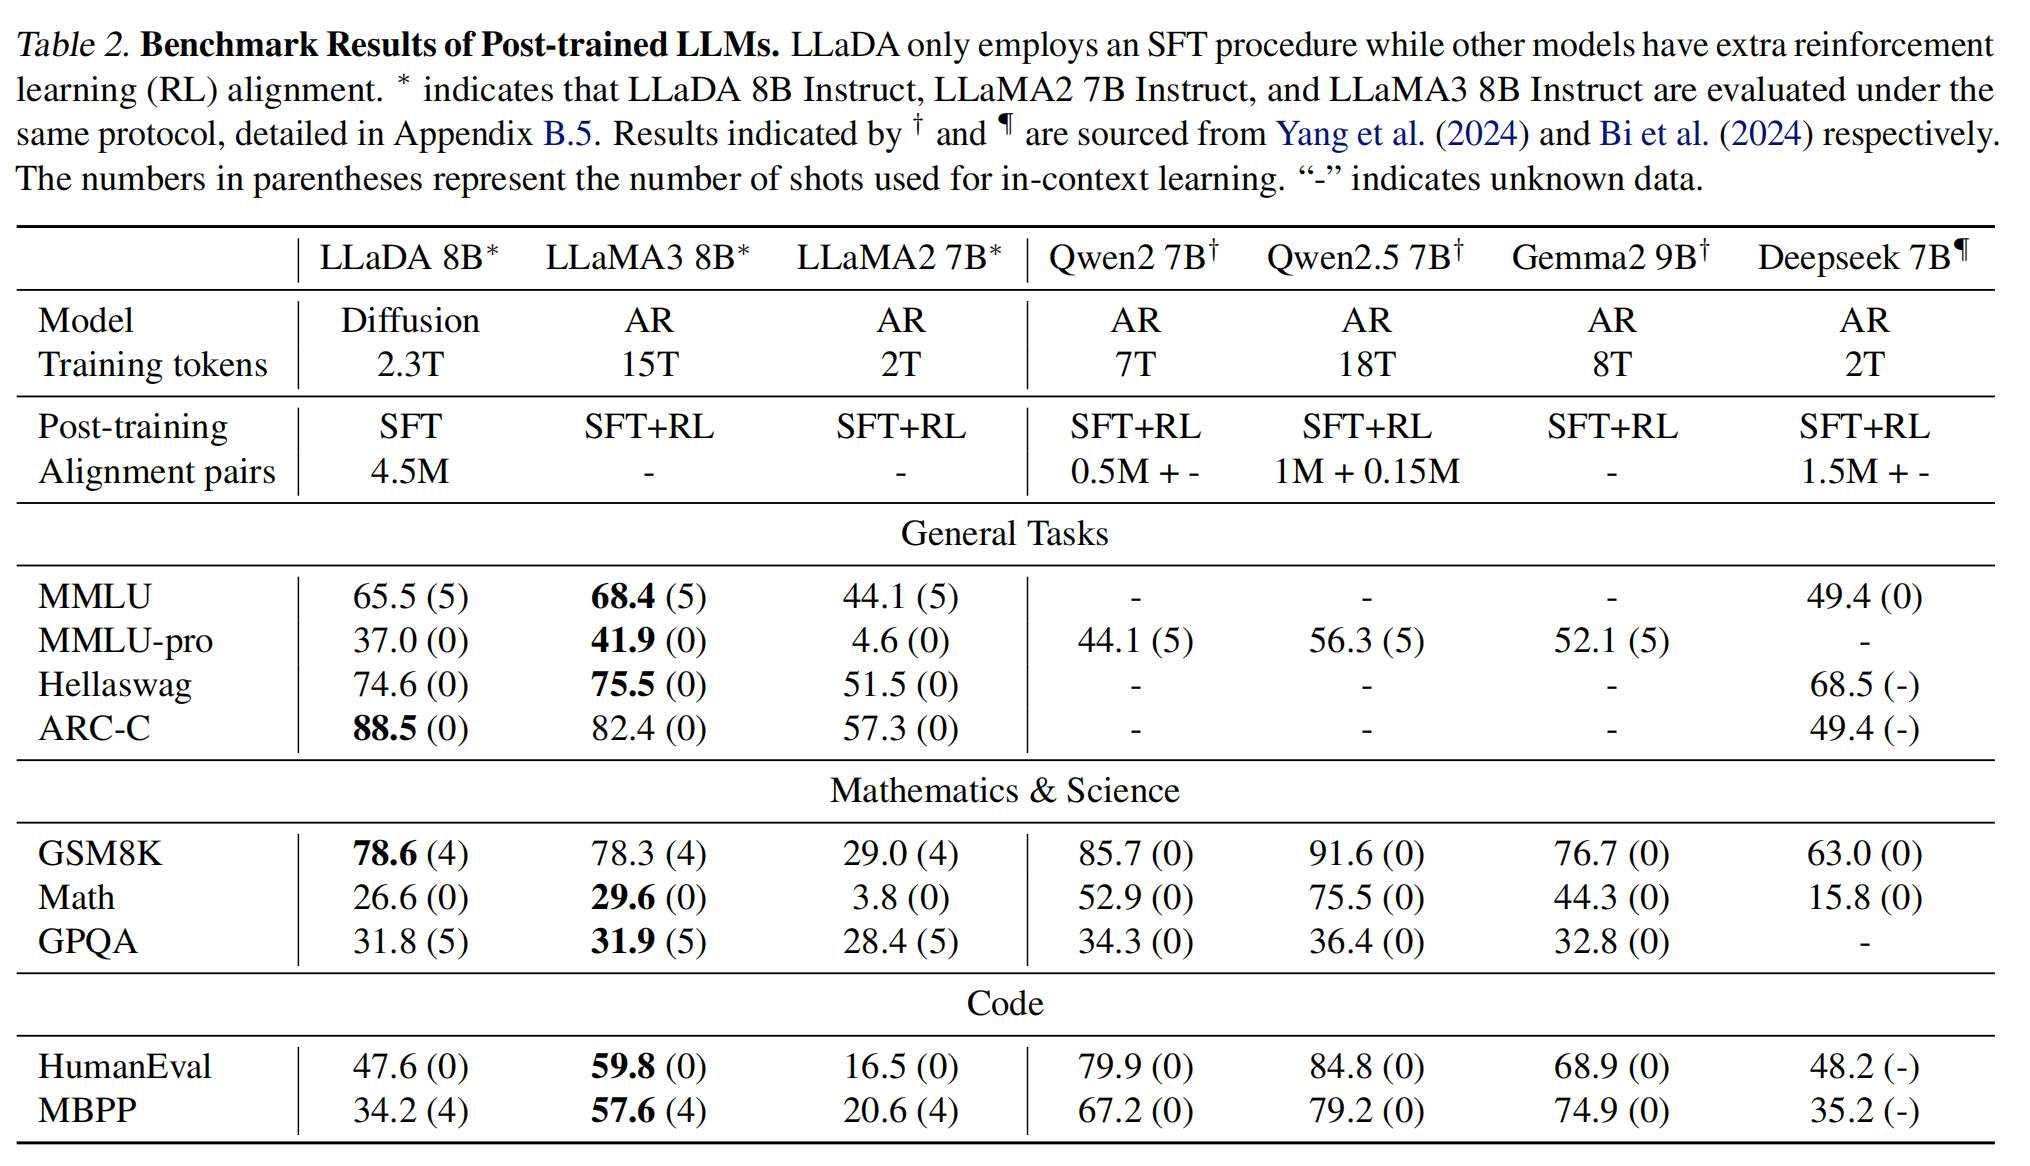 Table 2. Benchmark Results of Post-trained LLMs. LLaDA only employs an SFT procedure while other models have extra reinforcement
learning (RL) alignment. * indicates that LLaDA 8B Instruct, LLaMA2 7B Instruct, and LLaMA3 8B Instruct are evaluated under the
same protocol, detailed in Appendix B.5. Results indicated by † and ¶ are sourced from Yang et al. (2024) and Bi et al. (2024) respectively.
The numbers in parentheses represent the number of shots used for in-context learning. “-” indicates unknown data.
LLaDA 8B* LLaMA3 8B* LLaMA2 7B* Qwen2 7B† Qwen2.5 7B† Gemma2 9B† Deepseek 7B¶
Model Diffusion AR AR AR AR AR AR
Training tokens 2.3T 15T 2T 7T 18T 8T 2T
Post-training SFT SFT+RL SFT+RL SFT+RL SFT+RL SFT+RL SFT+RL
Alignment pairs 4.5M - - 0.5M + - 1M + 0.15M - 1.5M + -
General Tasks
MMLU 65.5 (5) 68.4 (5) 44.1 (5) - - - 49.4 (0)
MMLU-pro 37.0 (0) 41.9 (0) 4.6 (0) 44.1 (5) 56.3 (5) 52.1 (5) -
Hellaswag 74.6 (0) 75.5 (0) 51.5 (0) - - - 68.5 (-)
ARC-C 88.5 (0) 82.4 (0) 57.3 (0) - - - 49.4 (-)
Mathematics & Science
GSM8K 78.6 (4) 78.3 (4) 29.0 (4) 85.7 (0) 91.6 (0) 76.7 (0) 63.0 (0)
Math 26.6 (0) 29.6 (0) 3.8 (0) 52.9 (0) 75.5 (0) 44.3 (0) 15.8 (0)
GPQA 31.8 (5) 31.9 (5) 28.4 (5) 34.3 (0) 36.4 (0) 32.8 (0) -
Code
HumanEval 47.6 (0) 59.8 (0) 16.5 (0) 79.9 (0) 84.8 (0) 68.9 (0) 48.2 (-)
MBPP 34.2 (4) 57.6 (4) 20.6 (4) 67.2 (0) 79.2 (0) 74.9 (0) 35.2 (-)